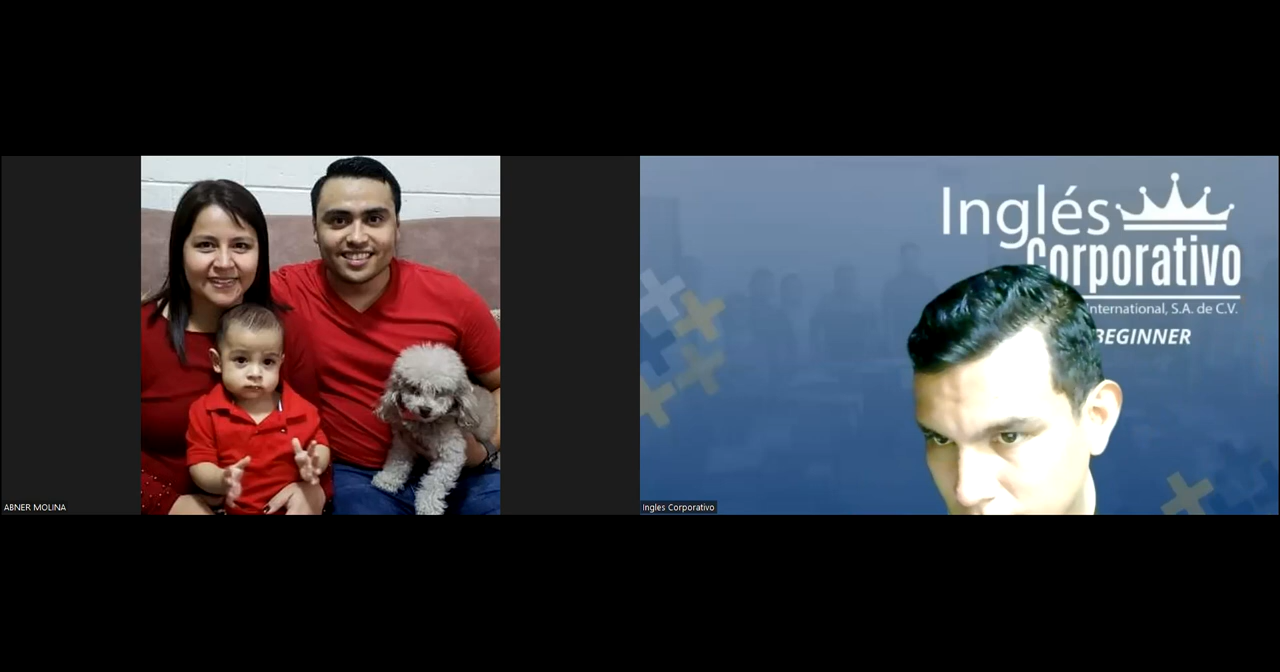 ABNER MOLINA
Inglés
Corporativo
International, S.A. de C.V.
BEGINNER
Ingles Corporativo